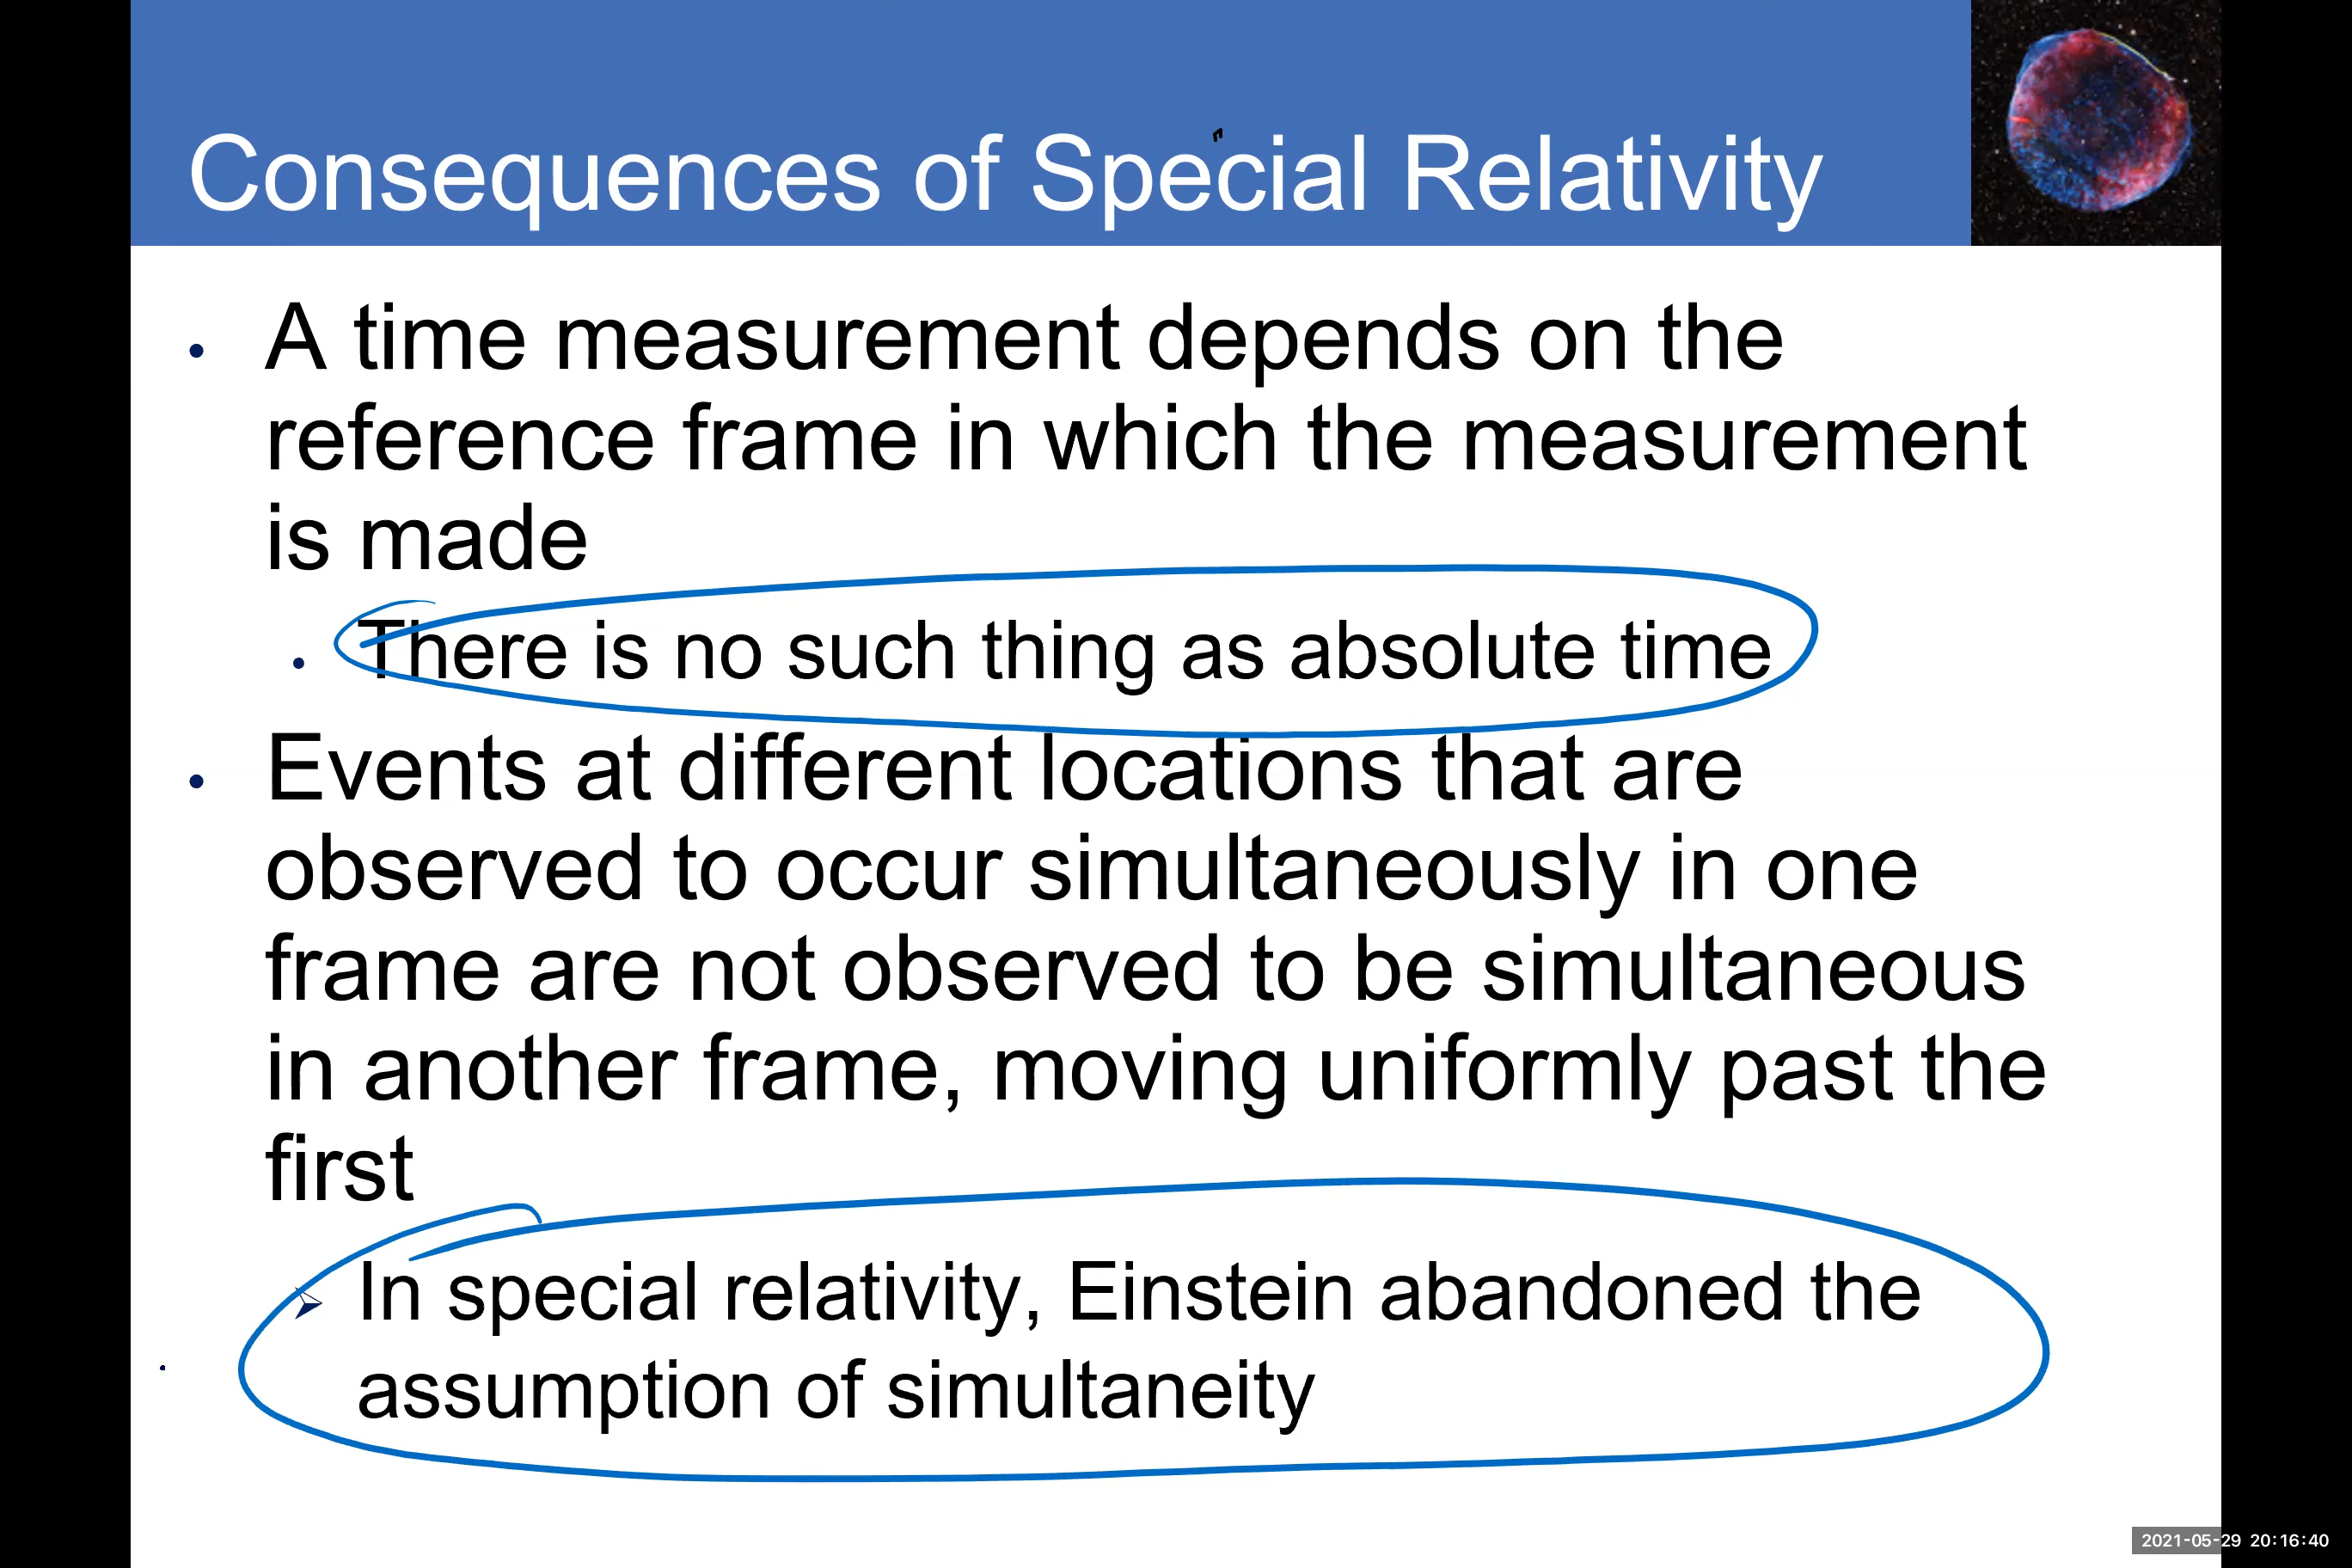 Consequences of Special Relativity
• A time measurement depends on the
reference frame in which the measurement
is made
• There is no such thing as absolute time
• Events at different locations that are
observed to occur simultaneously in one
frame are not observed to be simultaneous
in another frame, moving uniformly past the
first
➢ In special relativity, Einstein abandoned the
assumption of simultaneity
2021-05-29 20:16:40